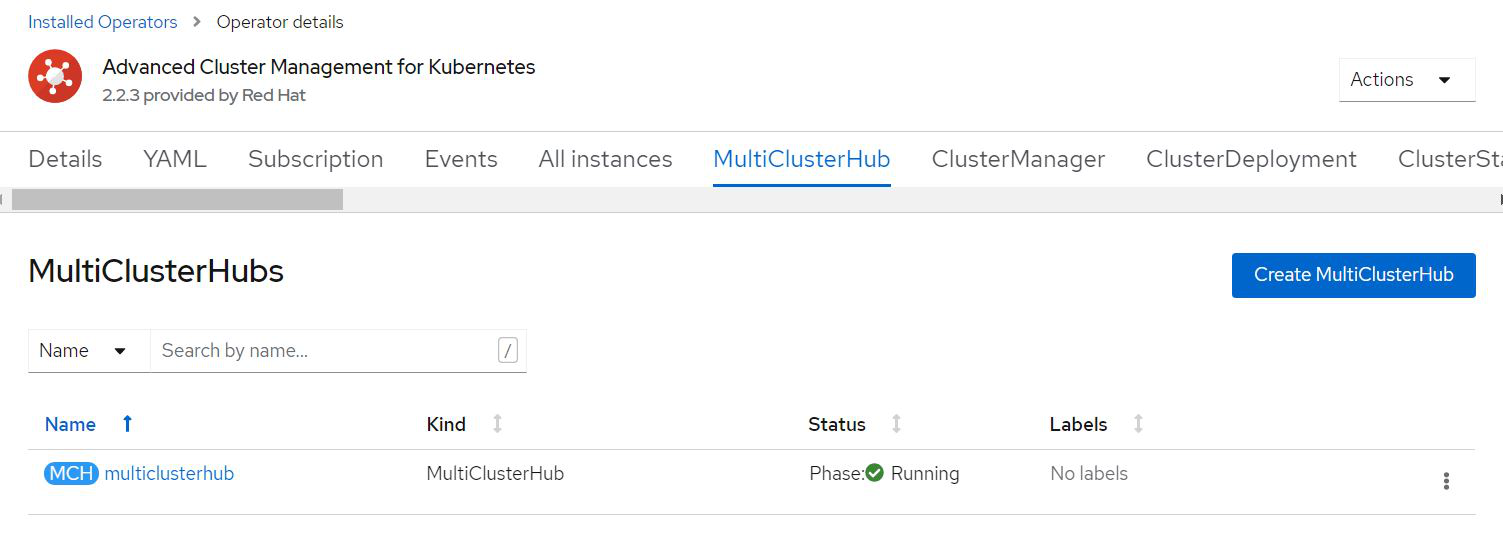 Installed Operators > Operator details
Advanced Cluster Management for Kubernetes
2.2.3 provided by Red Hat
Actions
Details YAML Subscription Events All instances MultiClusterHub ClusterManager ClusterDeployment ClusterSta
MultiClusterHubs
Create MultiClusterHub
Name Search by name... /
Name Kind Status Labels
MCH multiclusterhub MultiClusterHub Phase: Running No labels